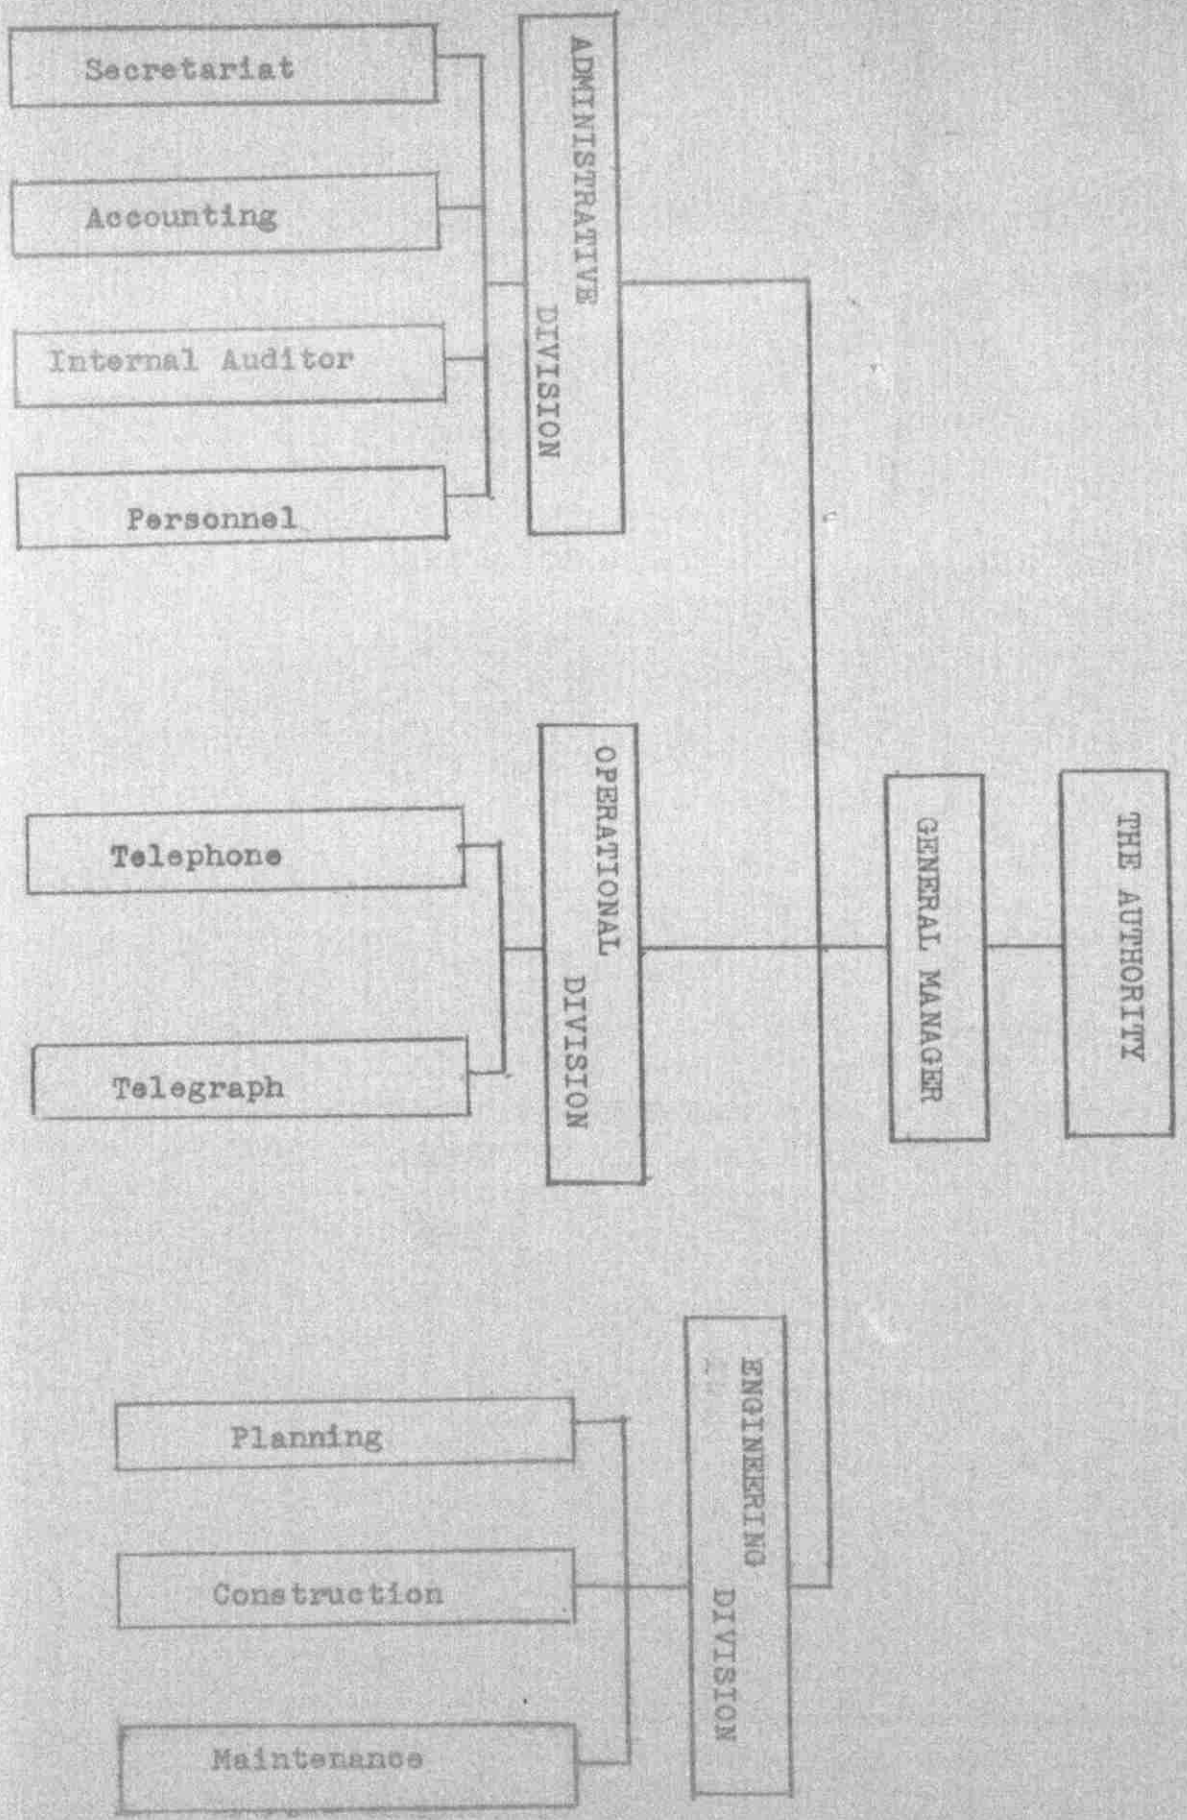 THE AUTHORITY
GENERAL MANAGER
ADMINISTRATIVE
DIVISION
Secretariat
Accounting
Internal Auditor
Personnel
OPERATIONAL
DIVISION
Telephone
Telegraph
ENGINEERING
DIVISION
Planning
Construction
Maintenance